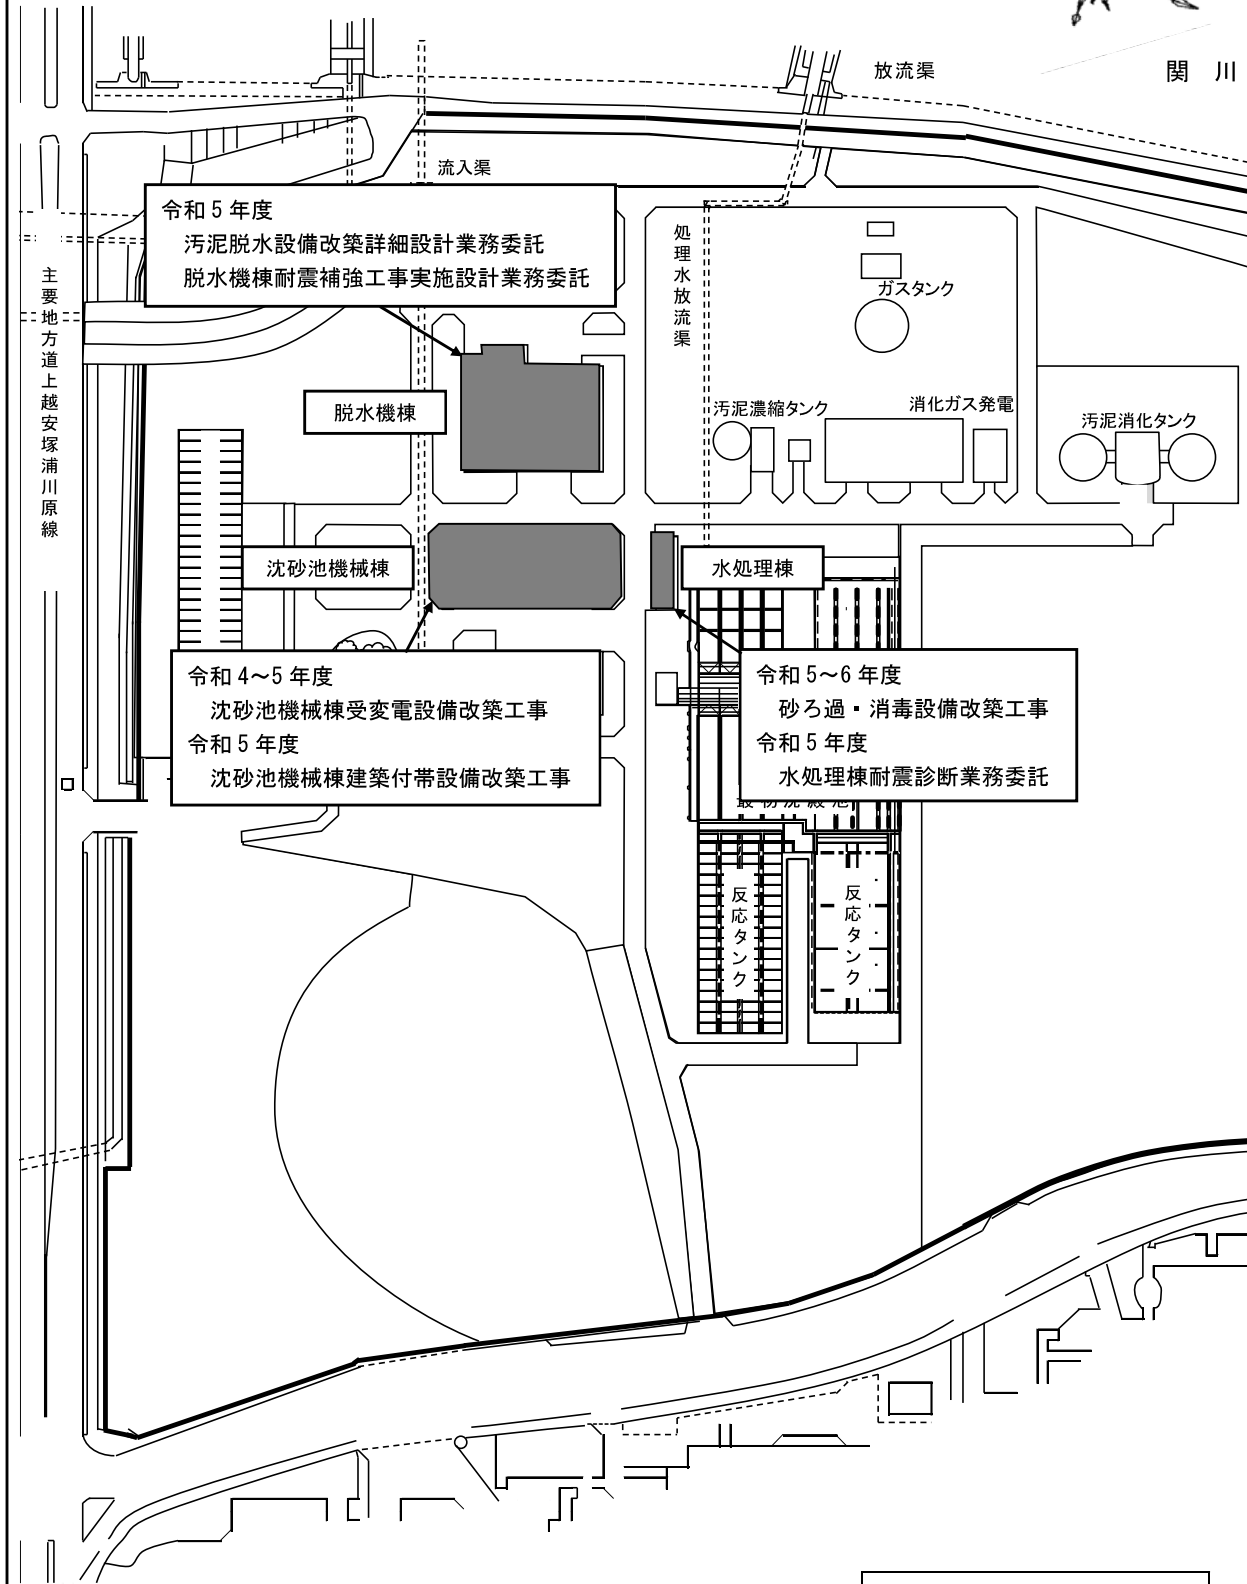 放流渠
関 川
流入渠
令和5年度
汚泥脱水設備改築詳細設計業務委託
脱水機棟耐震補強工事実施設計業務委託
処理水放流渠
主要地方道上越安塚浦川原線
ガスタンク
脱水機棟
汚泥濃縮タンク
消化ガス発電
汚泥消化タンク
沈砂池機械棟
水処理棟
令和4～5年度
沈砂池機械棟受変電設備改築工事
令和5年度
沈砂池機械棟建築付帯設備改築工事
令和5～6年度
砂ろ過・消毒設備改築工事
令和5年度
水処理棟耐震診断業務委託
反応タンク
反応タンク